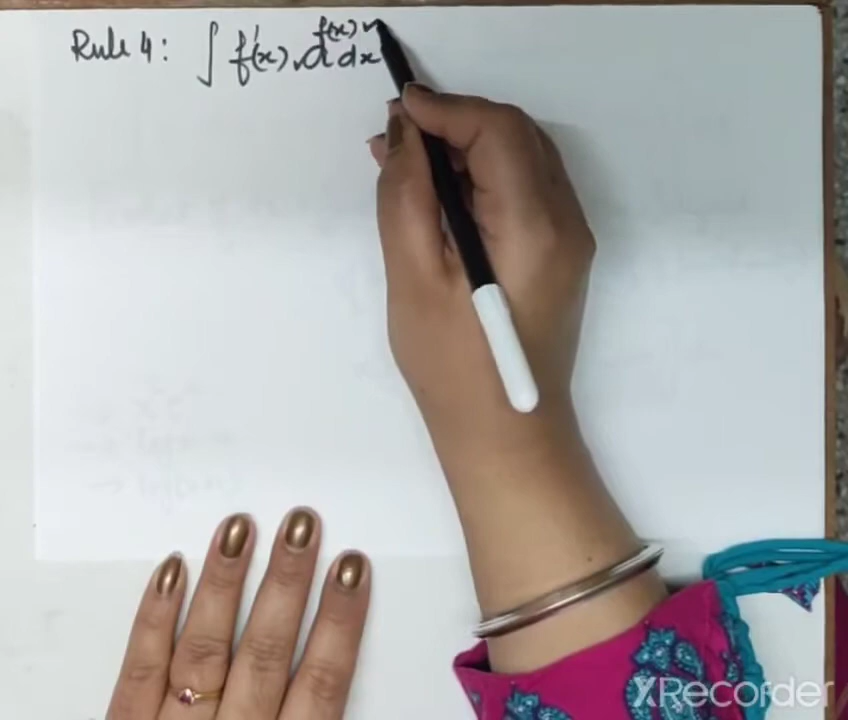 Rule 4: ∫ f'(x). a^f(x) dx
XRecorder